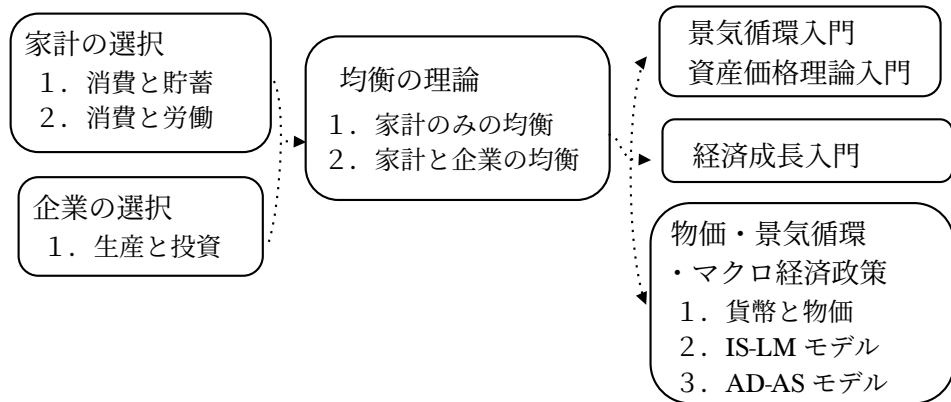 家計の選択
１．消費と貯蓄
２．消費と労働
企業の選択
１．生産と投資
均衡の理論
１．家計のみの均衡
２．家計と企業の均衡
景気循環入門
資産価格理論入門
経済成長入門
物価・景気循環
・マクロ経済政策
１．貨幣と物価
２．IS-LM モデル
３．AD-AS モデル